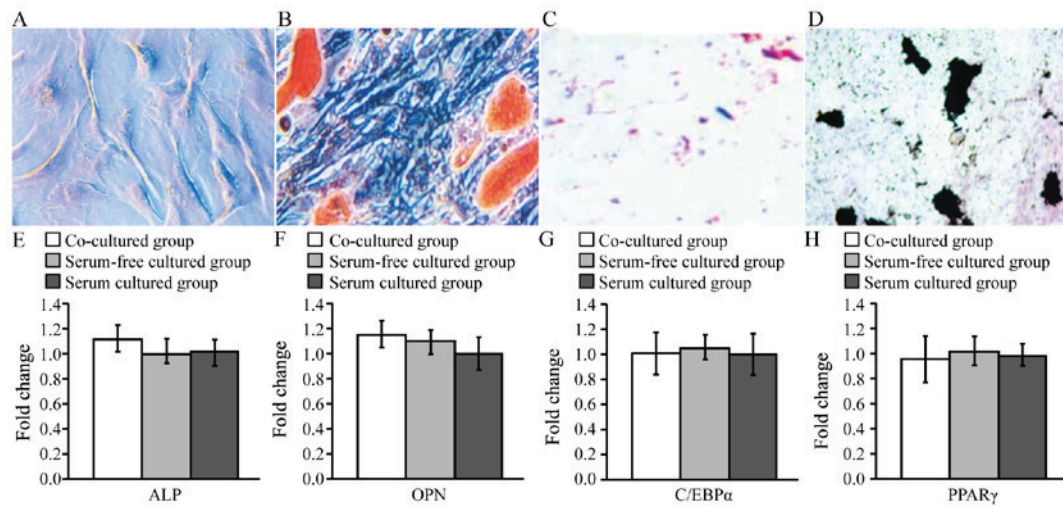 A
B
C
D
E
Co-cultured group
Serum-free cultured group
Serum cultured group
1.4
1.2
1.0
0.8
0.6
0.4
0.2
0.0
Fold change
ALP
F
Co-cultured group
Serum-free cultured group
Serum cultured group
1.4
1.2
1.0
0.8
0.6
0.4
0.2
0.0
Fold change
OPN
G
Co-cultured group
Serum-free cultured group
Serum cultured group
1.4
1.2
1.0
0.8
0.6
0.4
0.2
0.0
Fold change
C/EBPα
H
Co-cultured group
Serum-free cultured group
Serum cultured group
1.4
1.2
1.0
0.8
0.6
0.4
0.2
0.0
Fold change
PPARγ